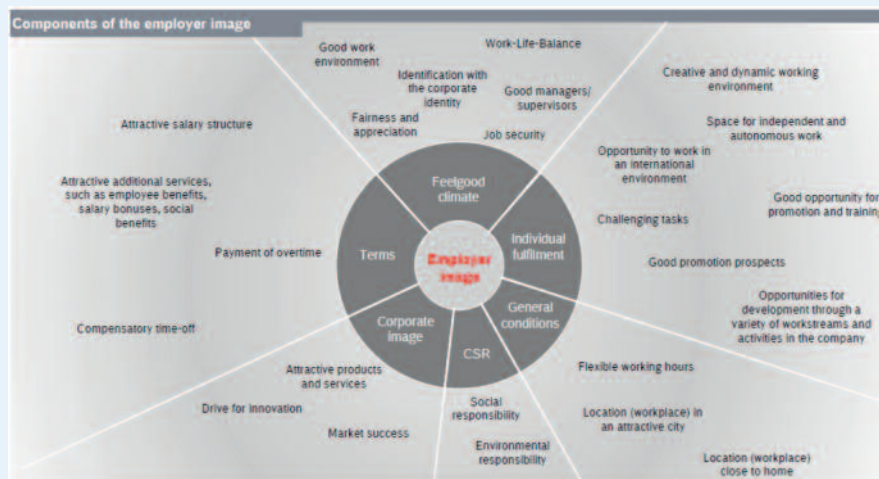 Components of the employer image
Good work
environment
Work-Life-Balance
Identification with
the corporate
identity
Good managers/
supervisors
Fairness and
appreciation
Job security
Creative and dynamic working
environment
Space for independent and
autonomous work
Opportunity to work in
an international
environment
Good opportunity for
promotion and training
Challenging tasks
Good promotion prospects
Opportunities for
development through a
variety of workstreams and
activities in the company
Attractive salary structure
Attractive additional services,
such as employee benefits,
salary bonuses, social
benefits
Payment of overtime
Compensatory time-off
Feelgood
climate
Individual
fulfilment
General
conditions
CSR
Corporate
image
Terms
Employer
image
Attractive products
and services
Drive for innovation
Market success
Social
responsibility
Environmental
responsibility
Flexible working hours
Location (workplace) in
an attractive city
Location (workplace)
close to home